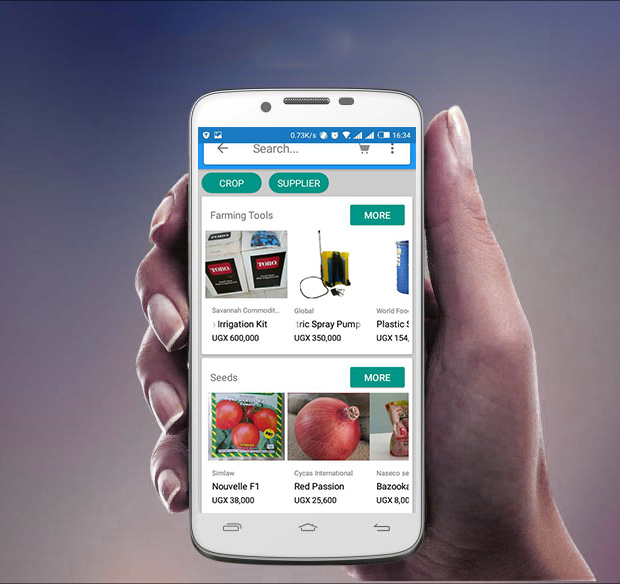 0.73K/s 16:34
Search...
CROP SUPPLIER
Farming Tools MORE
TORO TORO
Savannah Commodit.. Global World Foo
Irrigation Kit tric Spray Pump Plastic S
UGX 600,000 UGX 350,000 UGX 154,
Seeds MORE
Simlaw Cycas International Naseco se
Nouvelle F1 Red Passion Bazooka
UGX 38,000 UGX 25,600 UGX 8,00